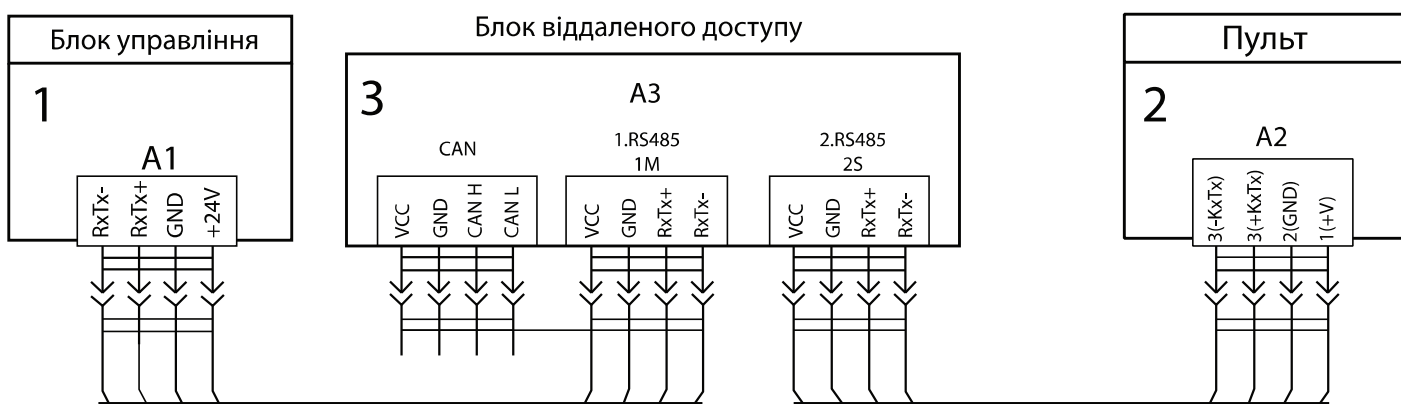 Блок управління
1
A1
RxTx-
RxTx+
GND
+24V
Блок віддаленого доступу
3
A3
CAN
VCC
GND
CAN H
CAN L
1.RS485
1M
VCC
GND
RxTx+
RxTx-
2.RS485
2S
VCC
GND
RxTx+
RxTx-
Пульт
2
A2
3(-KxTx)
3(+KxTx)
2(GND)
1(+V)